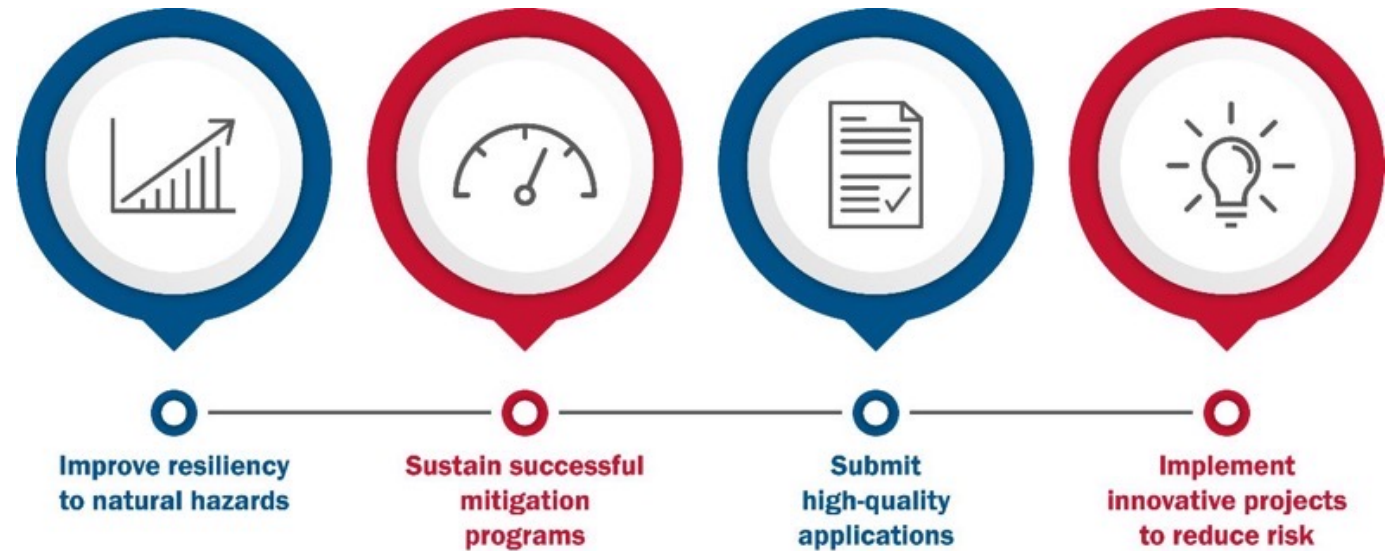 Improve resiliency
to natural hazards
Sustain successful
mitigation
programs
Submit
high-quality
applications
Implement
innovative projects
to reduce risk